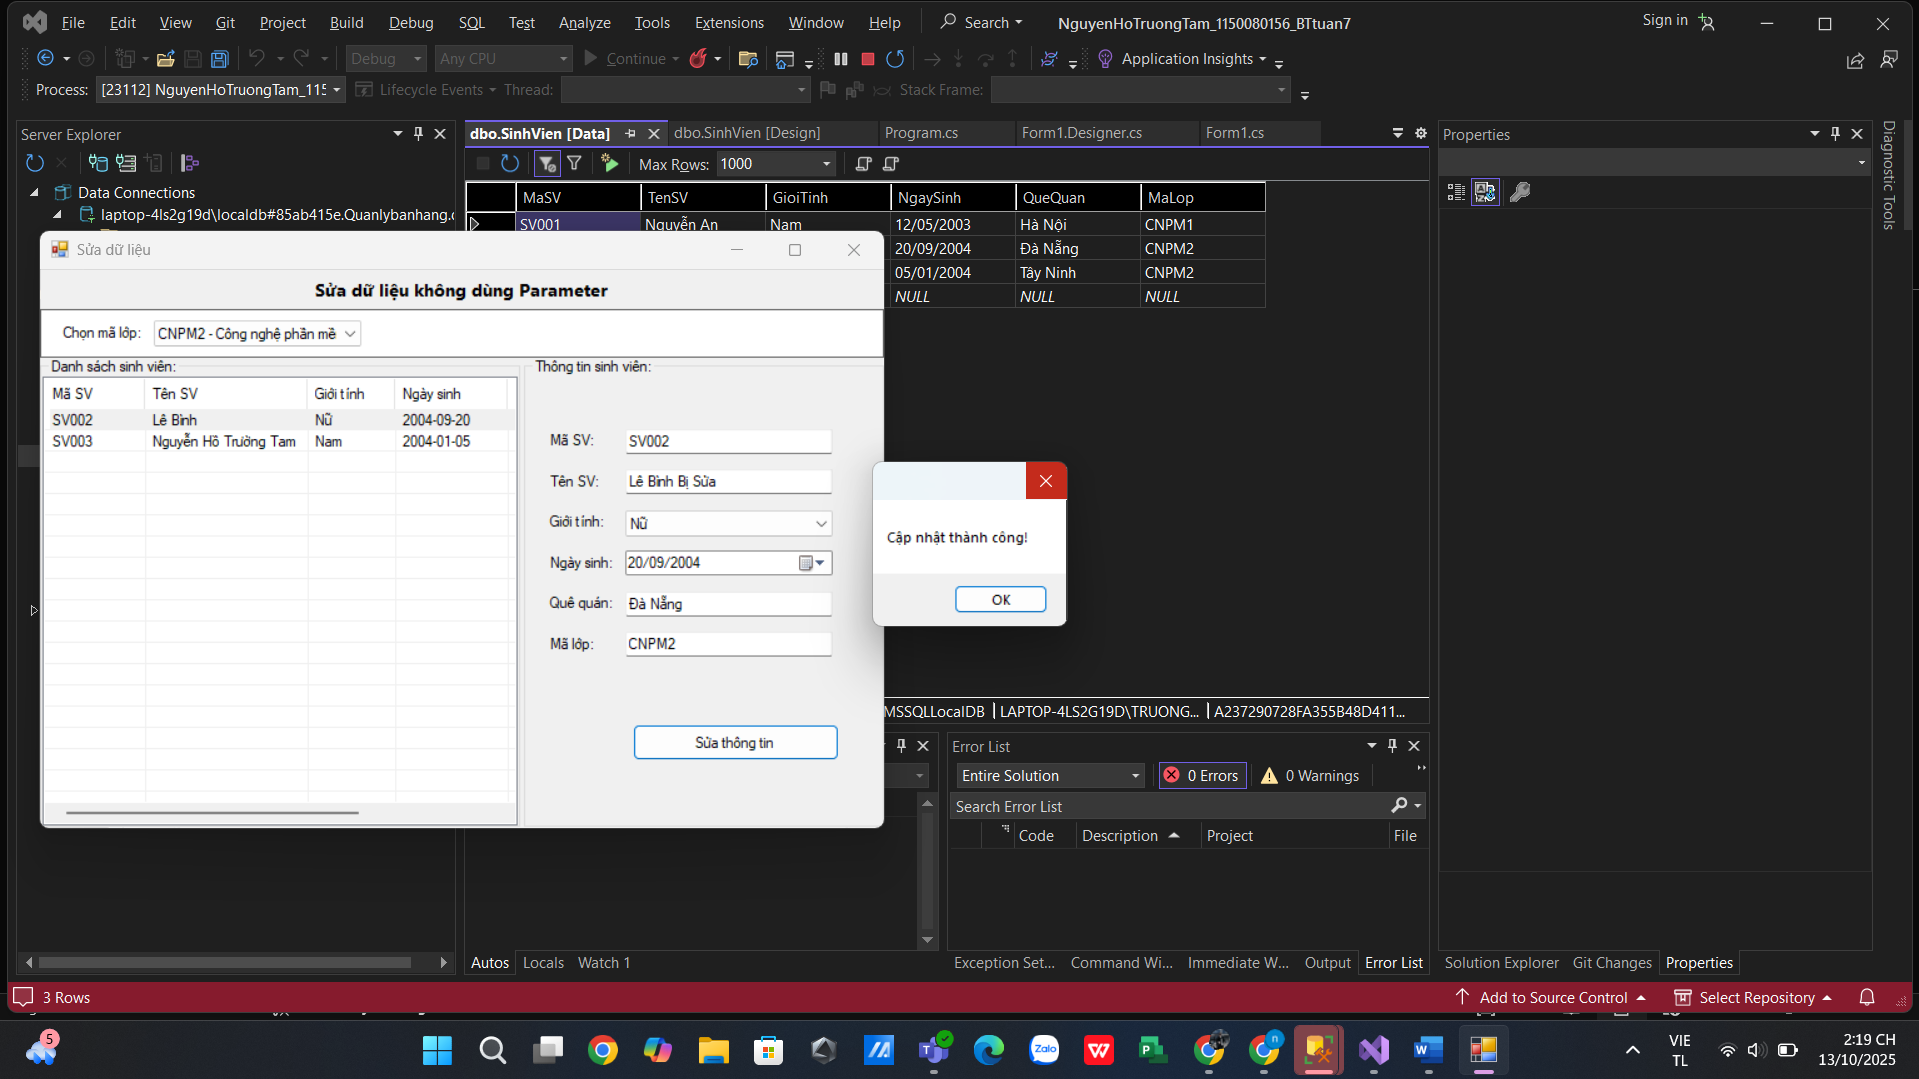 File Edit View Git Project Build Debug SQL Test Analyze Tools Extensions Window Help Search NguyenHoTruongTam_1150080156_BTtuan7 Sign in
Debug Any CPU Continue Application Insights
Process: [23112] NguyenHoTruongTam_115 Lifecycle Events Thread: Stack Frame:
Server Explorer
Data Connections
laptop-4ls2g19d\localdb#85ab415e.Quanlybanhang.
dbo.SinhVien [Data] dbo.SinhVien [Design] Program.cs Form1.Designer.cs Form1.cs
Max Rows: 1000
MaSV TenSV GioiTinh NgaySinh QueQuan MaLop
SV001 Nguyễn An Nam 12/05/2003 Hà Nội CNPM1
20/09/2004 Đà Nẵng CNPM2
05/01/2004 Tây Ninh CNPM2
NULL NULL NULL
Properties
Diagnostic Tools
Sửa dữ liệu
Sửa dữ liệu không dùng Parameter
Chọn mã lớp: CNPM2 - Công nghệ phần mề
Danh sách sinh viên:
Mã SV Tên SV Giới tính Ngày sinh
SV002 Lê Bình Nữ 2004-09-20
SV003 Nguyễn Hồ Trường Tam Nam 2004-01-05
Thông tin sinh viên:
Mã SV: SV002
Tên SV: Lê Bình Bị Sửa
Giới tính: Nữ
Ngày sinh: 20/09/2004
Quê quán: Đà Nẵng
Mã lớp: CNPM2
Sửa thông tin
Cập nhật thành công!
OK
MSSQLLocalDB LAPTOP-4LS2G19D\TRUONG... A237290728FA355B48D411...
Error List
Entire Solution 0 Errors 0 Warnings
Search Error List
Code Description Project File
Autos Locals Watch 1
Exception Set... Command Wi... Immediate W... Output Error List
Solution Explorer Git Changes Properties
3 Rows Add to Source Control Select Repository
5
Zalo
VIE
TL
2:19 CH
13/10/2025